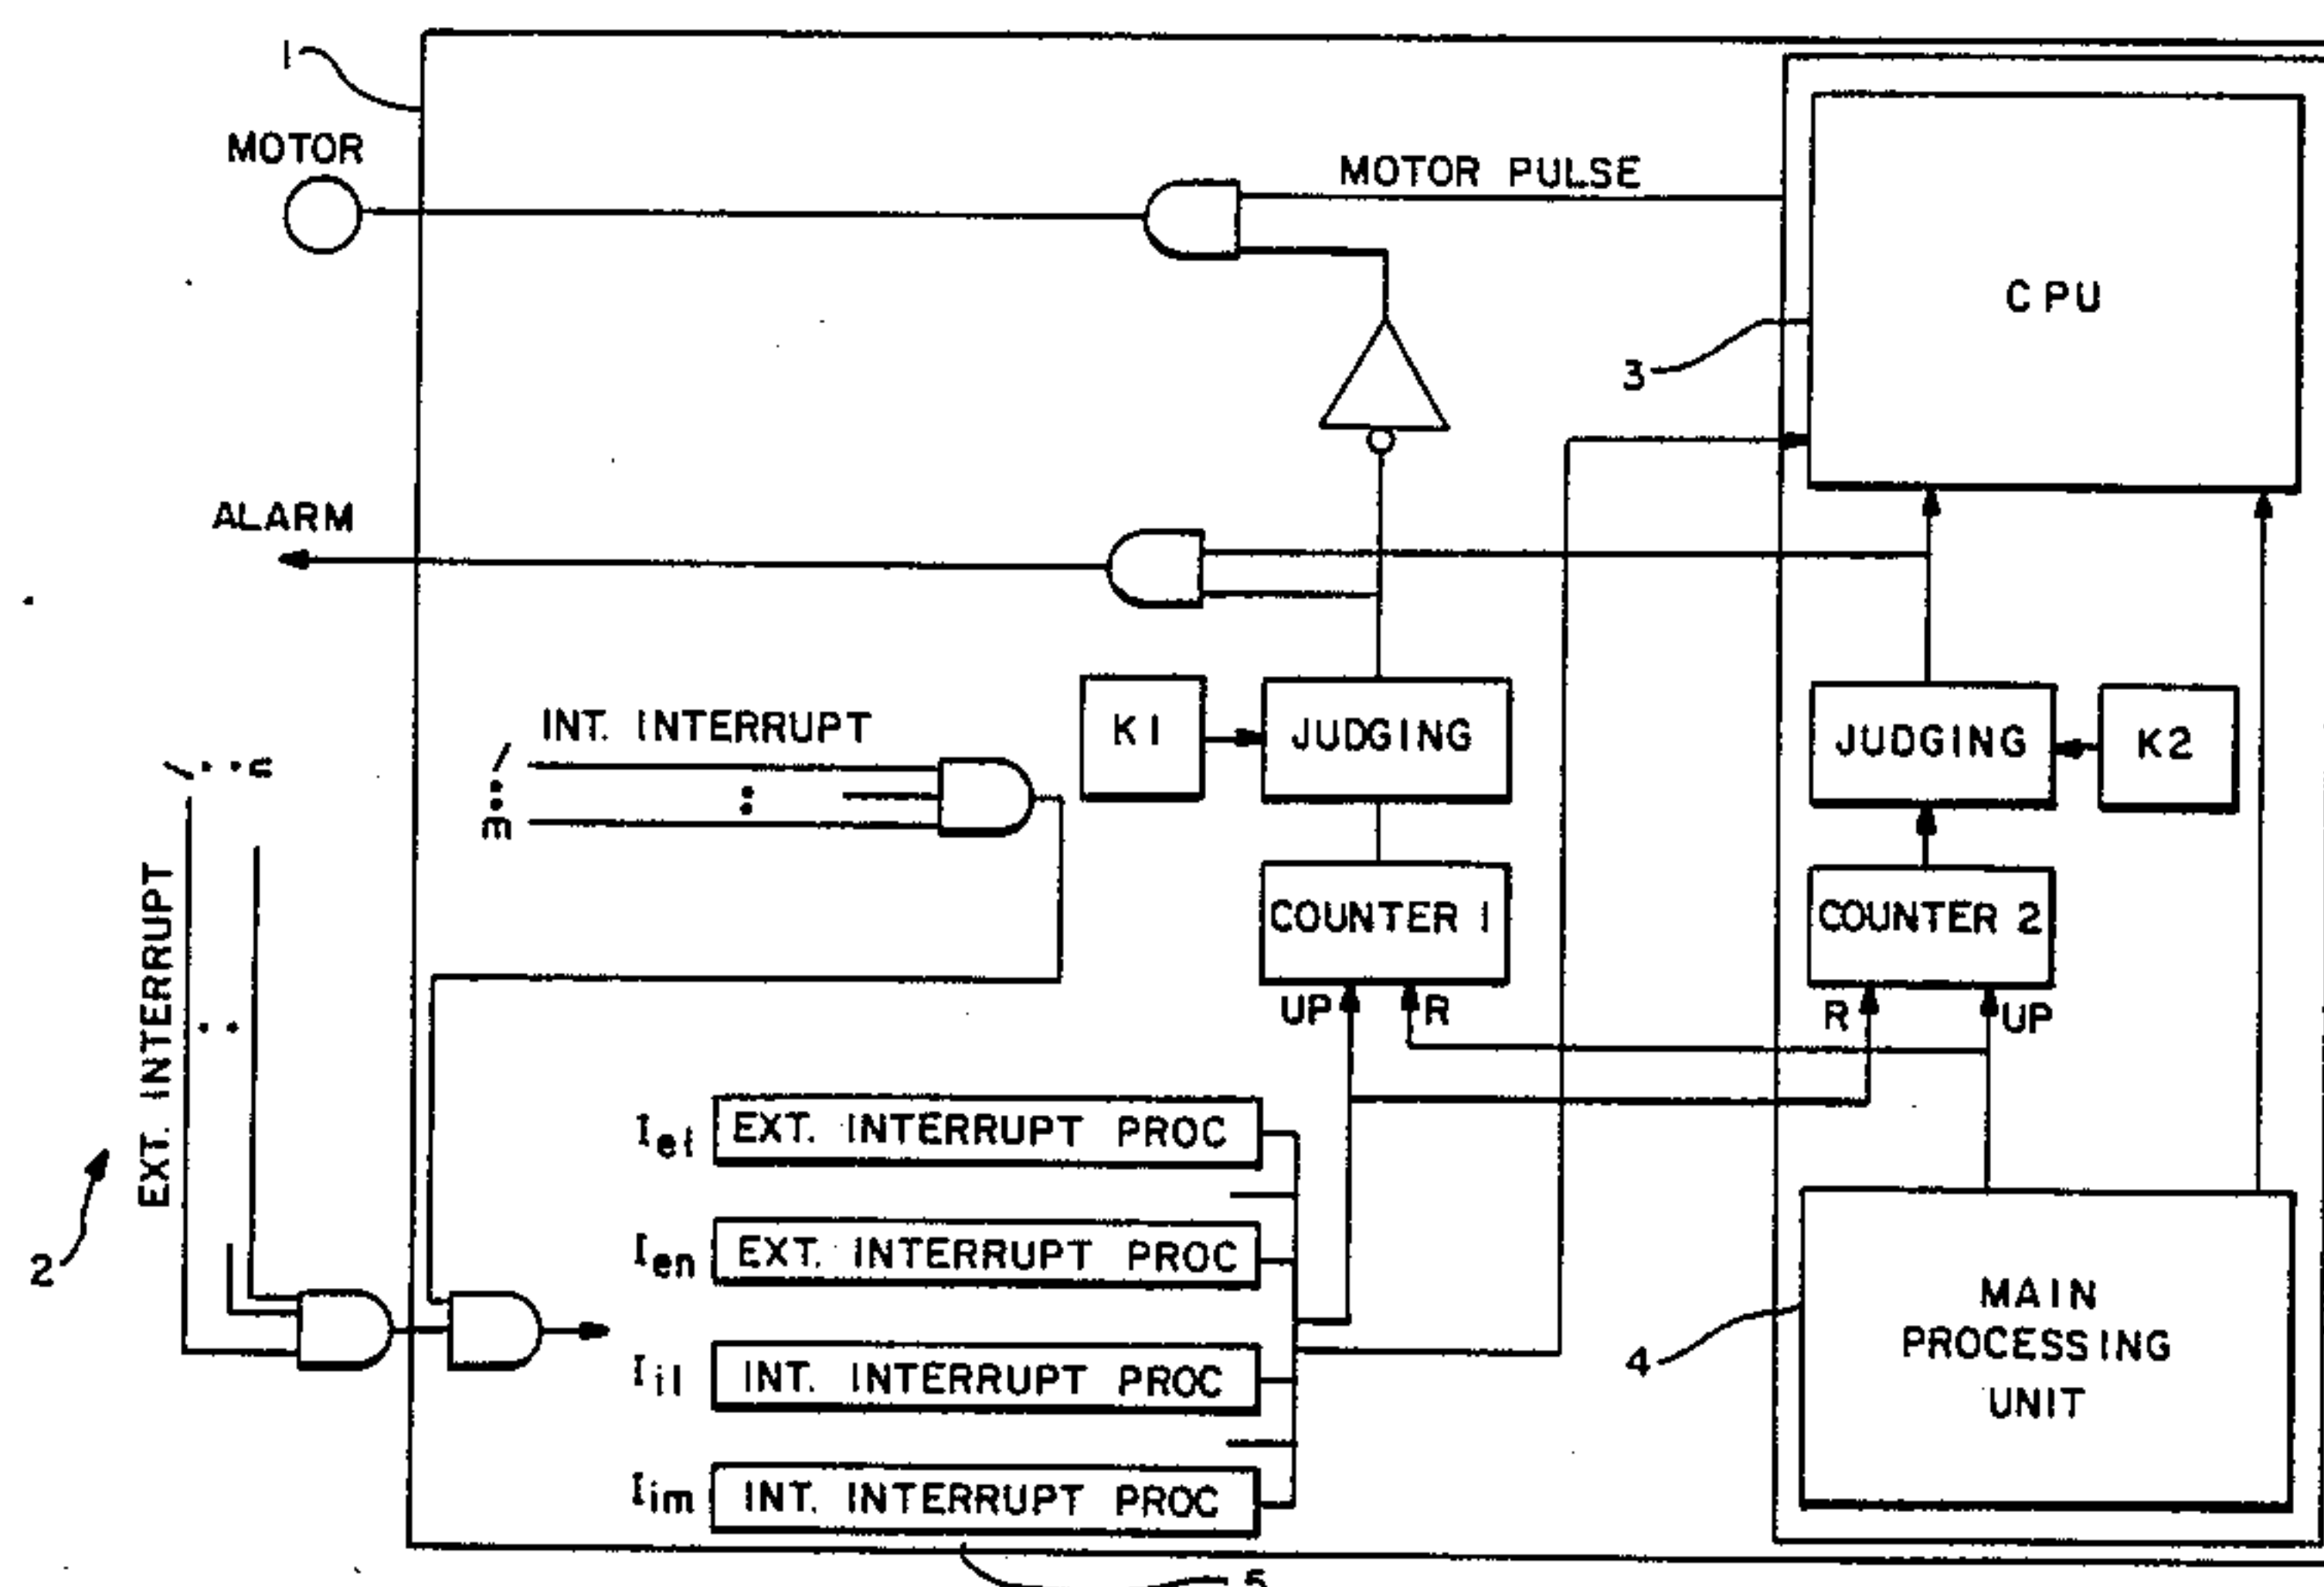 1
MOTOR
MOTOR PULSE
CPU
3
ALARM
INT. INTERRUPT
1
m
K1
JUDGING
JUDGING
K2
1 n
EXT. INTERRUPT
COUNTER 1
COUNTER 2
UP
R
R
UP
2
Ie1
EXT. INTERRUPT PROC
Ien
EXT. INTERRUPT PROC
Ii1
INT. INTERRUPT PROC
Iim
INT. INTERRUPT PROC
4
MAIN
PROCESSING
UNIT